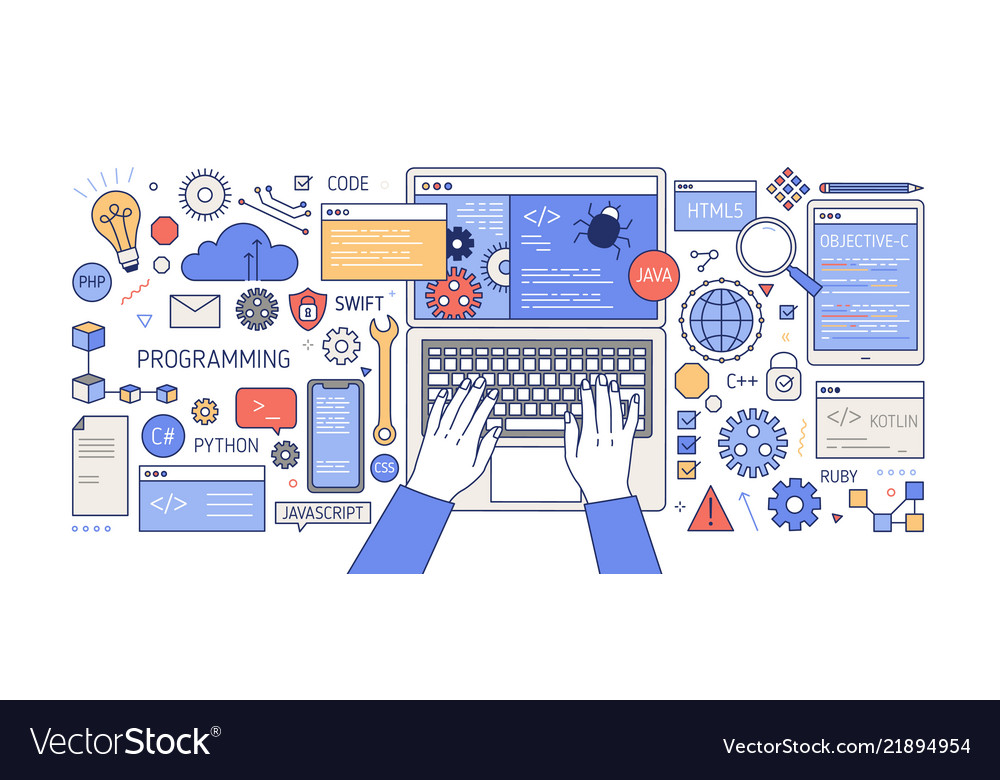 CODE
HTML5
</>
OBJECTIVE-C
PHP
JAVA
SWIFT
PROGRAMMING
C++
>_
</>
KOTLIN
C#
PYTHON
CSS
RUBY
</>
JAVASCRIPT
!
VectorStock®
VectorStock.com/21894954